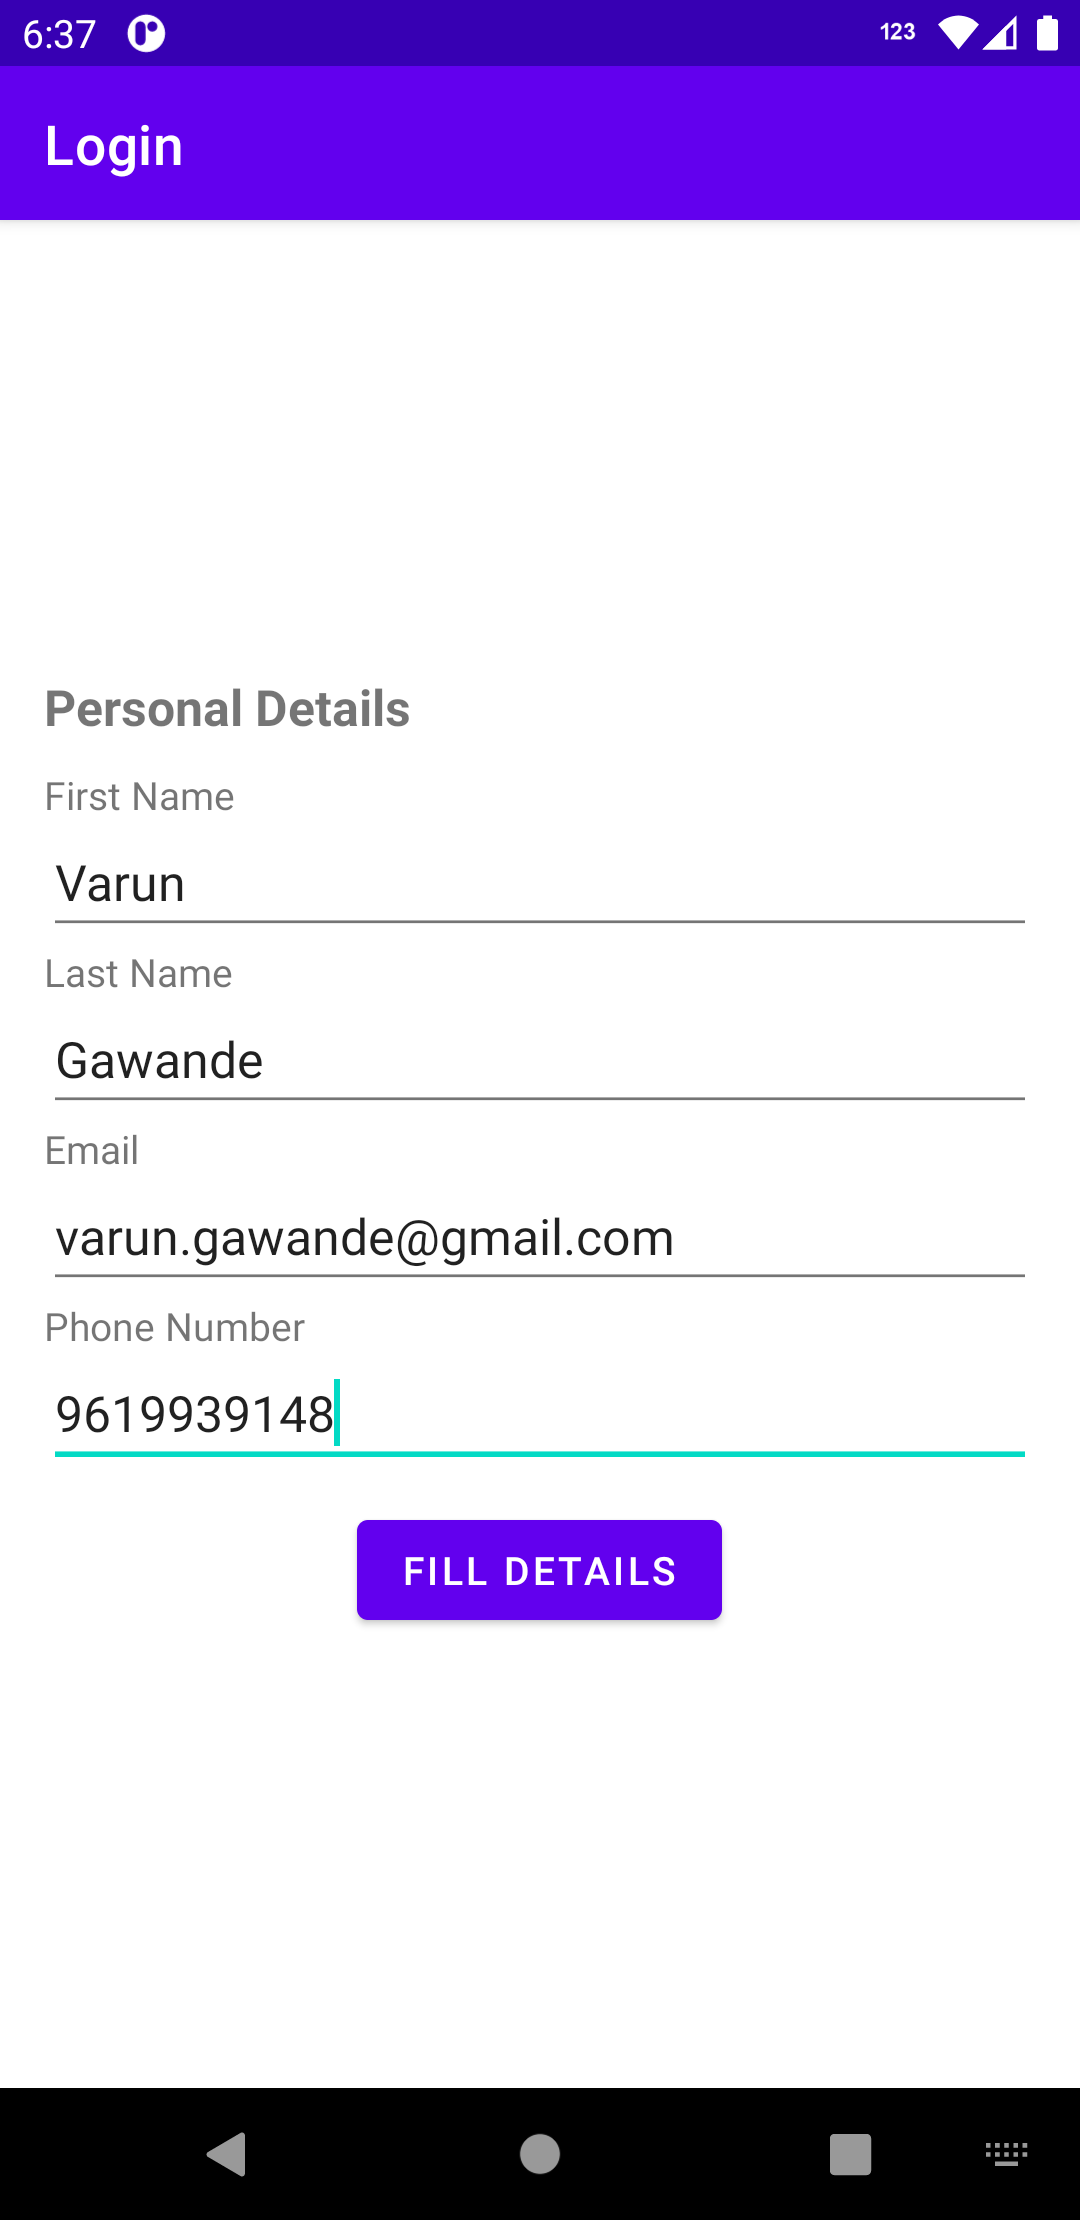 6:37
123
Login
Personal Details
First Name
Varun
Last Name
Gawande
Email
varun.gawande@gmail.com
Phone Number
9619939148
FILL DETAILS